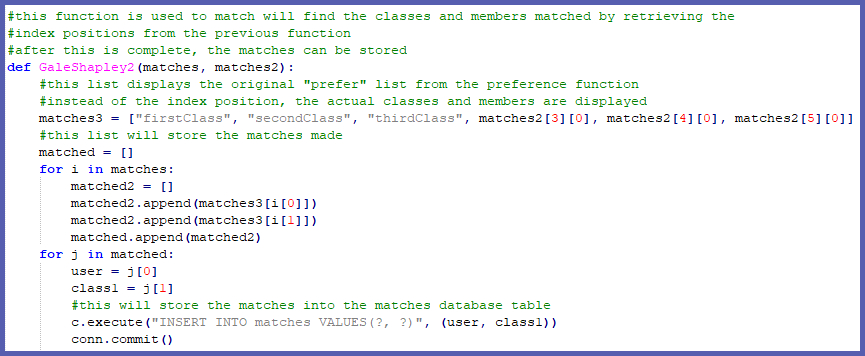 #this function is used to match will find the classes and members matched by retrieving the
#index positions from the previous function
#after this is complete, the matches can be stored
def GaleShapley2(matches, matches2):
    #this list displays the original "prefer" list from the preference function
    #instead of the index position, the actual classes and members are displayed
    matches3 = ["firstClass", "secondClass", "thirdClass", matches2[3][0], matches2[4][0], matches2[5][0]]
    #this list will store the matches made
    matched = []
    for i in matches:
        matched2 = []
        matched2.append(matches3[i[0]])
        matched2.append(matches3[i[1]])
        matched.append(matched2)
    for j in matched:
        user = j[0]
        class1 = j[1]
        #this will store the matches into the matches database table
        c.execute("INSERT INTO matches VALUES(?, ?)", (user, class1))
        conn.commit()